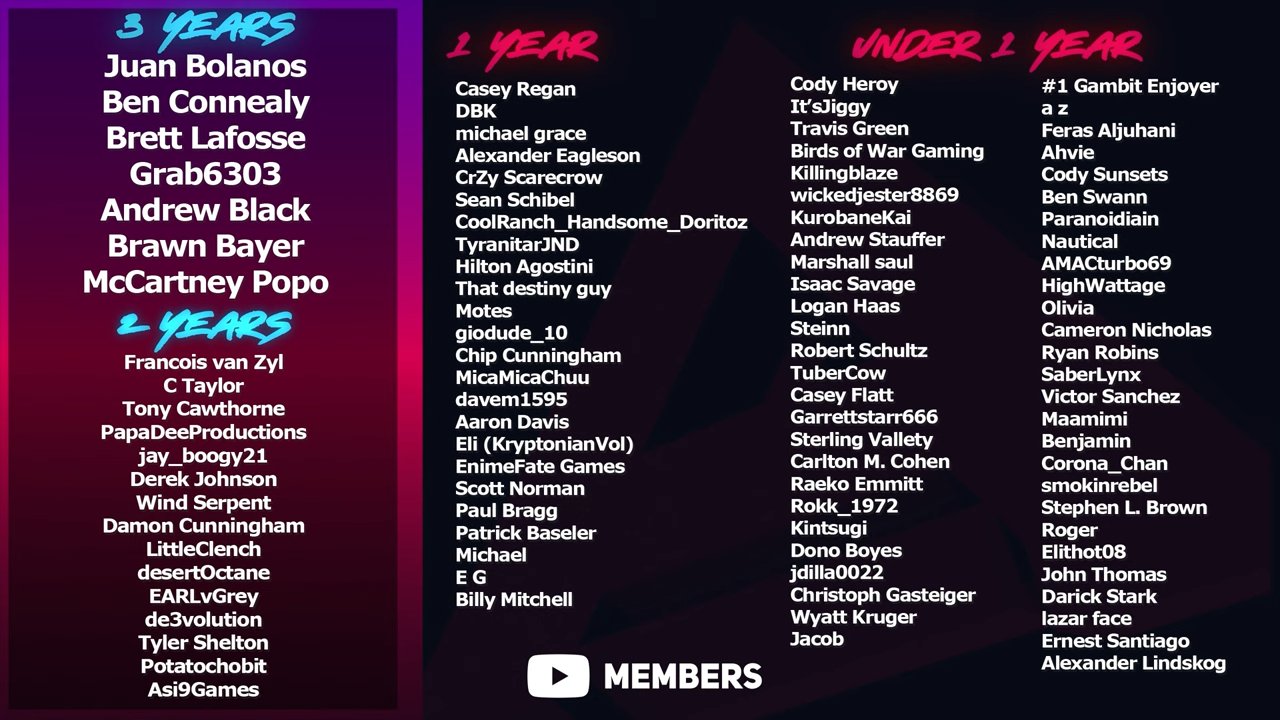 3 YEARS
Juan Bolanos
Ben Connealy
Brett Lafosse
Grab6303
Andrew Black
Brawn Bayer
McCartney Popo
2 YEARS
Francois van Zyl
C Taylor
Tony Cawthorne
PapaDeeProductions
jay_boogy21
Derek Johnson
Wind Serpent
Damon Cunningham
LittleClench
desertOctane
EARLvGrey
de3volution
Tyler Shelton
Potatochobit
Asi9Games
1 YEAR
Casey Regan
DBK
michael grace
Alexander Eagleson
CrZy Scarecrow
Sean Schibel
CoolRanch_Handsome_Doritoz
TyranitarJND
Hilton Agostini
That destiny guy
Motes
giodude_10
Chip Cunningham
MicaMicaChuu
davem1595
Aaron Davis
Eli (KryptonianVol)
EnimeFate Games
Scott Norman
Paul Bragg
Patrick Baseler
Michael
E G
Billy Mitchell
UNDER 1 YEAR
Cody Heroy
It’sJiggy
Travis Green
Birds of War Gaming
Killingblaze
wickedjester8869
KurobaneKai
Andrew Stauffer
Marshall saul
Isaac Savage
Logan Haas
Steinn
Robert Schultz
TuberCow
Casey Flatt
Garrettstarr666
Sterling Vallety
Carlton M. Cohen
Raeko Emmitt
Rokk_1972
Kintsugi
Dono Boyes
jdilla0022
Christoph Gasteiger
Wyatt Kruger
Jacob
#1 Gambit Enjoyer
a z
Feras Aljuhani
Ahvie
Cody Sunsets
Ben Swann
Paranoidiain
Nautical
AMACturbo69
HighWattage
Olivia
Cameron Nicholas
Ryan Robins
SaberLynx
Victor Sanchez
Maamimi
Benjamin
Corona_Chan
smokinrebel
Stephen L. Brown
Roger
Elithot08
John Thomas
Darick Stark
lazar face
Ernest Santiago
Alexander Lindskog
MEMBERS